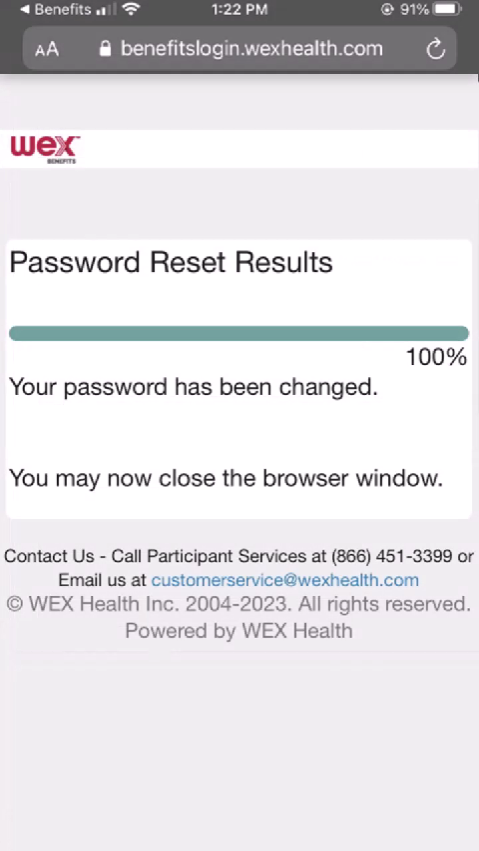 Benefits 1:22 PM 91%
AA benefitslogin.wexhealth.com
wex™
BENEFITS
Password Reset Results
100%
Your password has been changed.
You may now close the browser window.
Contact Us - Call Participant Services at (866) 451-3399 or
Email us at customerservice@wexhealth.com
© WEX Health Inc. 2004-2023. All rights reserved.
Powered by WEX Health